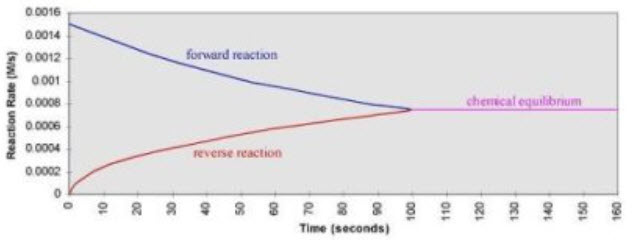 0.0016
0.0014
0.0012
0.001
0.0008
0.0006
0.0004
0.0002
0
Reaction Rate (M/s)
forward reaction
chemical equilibrium
reverse reaction
0 10 20 30 40 50 60 70 80 90 100 110 120 130 140 150 160
Time (seconds)